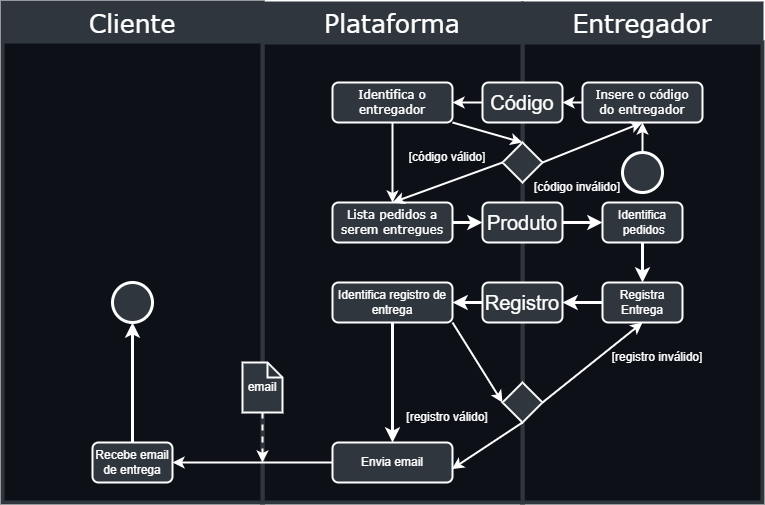 Cliente
Plataforma
Entregador
Identifica o
entregador
Código
Insere o código
do entregador
[código válido]
[código inválido]
Lista pedidos a
serem entregues
Produto
Identifica
pedidos
Identifica registro de
entrega
Registro
Registra
Entrega
[registro inválido]
email
[registro válido]
Recebe email
de entrega
Envia email